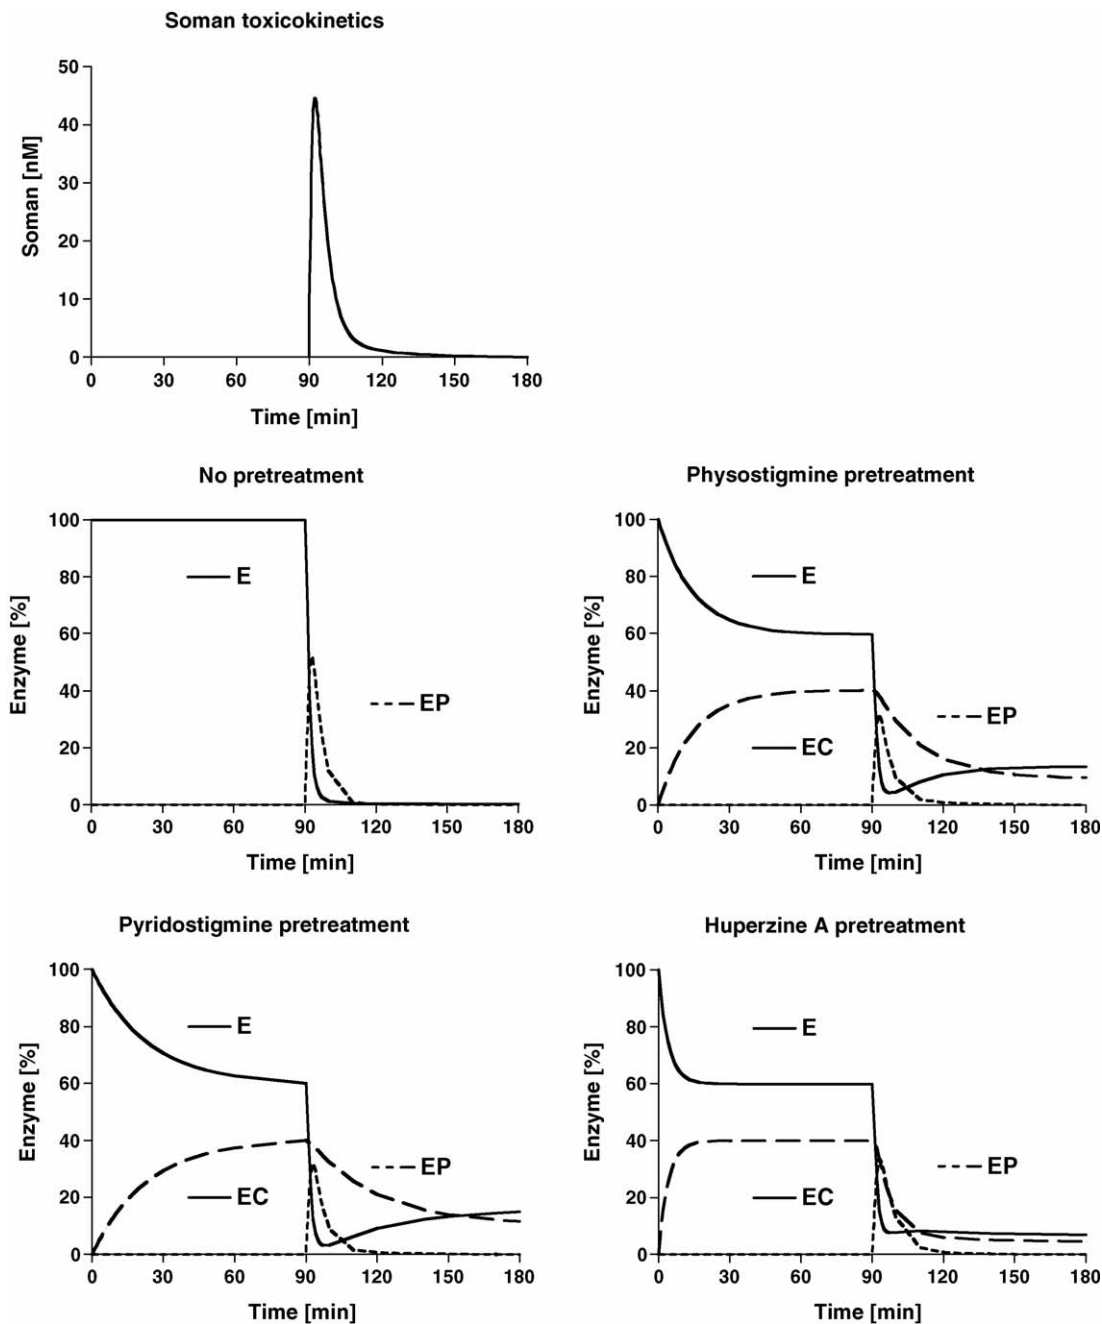 Soman toxicokinetics
50
40
30
20
10
0
Soman [nM]
0 30 60 90 120 150 180
Time [min]
No pretreatment
100
80
60
40
20
0
Enzyme [%]
E
EP
0 30 60 90 120 150 180
Time [min]
Physostigmine pretreatment
100
80
60
40
20
0
Enzyme [%]
E
EP
EC
0 30 60 90 120 150 180
Time [min]
Pyridostigmine pretreatment
100
80
60
40
20
0
Enzyme [%]
E
EP
EC
0 30 60 90 120 150 180
Time [min]
Huperzine A pretreatment
100
80
60
40
20
0
Enzyme [%]
E
EP
EC
0 30 60 90 120 150 180
Time [min]